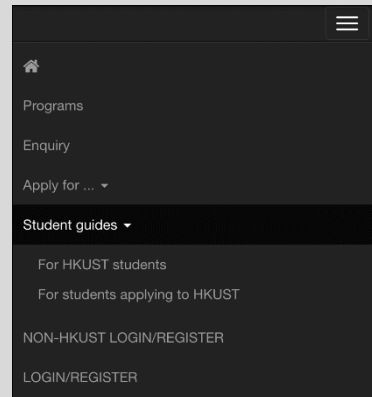 Programs
Enquiry
Apply for ...
Student guides
For HKUST students
For students applying to HKUST
NON-HKUST LOGIN/REGISTER
LOGIN/REGISTER